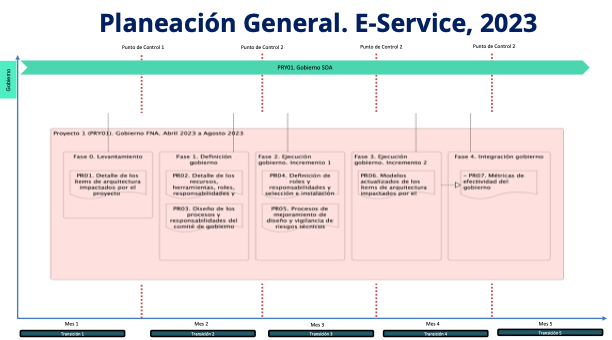 Planeación General. E-Service, 2023
Punto de Control 1
Punto de Control 2
Punto de Control 2
Punto de Control 2
Gobierno
PRY01. Gobierno SOA
Proyecto 1 (PRY01). Gobierno FNA. Abril 2023 a Agosto 2023
Fase 0. Levantamiento
PR01. Detalle de los
ítems de arquitectura
impactados por el
proyecto
Fase 1. Definición
gobierno
PR02. Detalle de los
recursos,
herramientas, roles,
responsabilidades y
PR03. Diseño de los
procesos y
responsabilidades del
comité de gobierno
Fase 2. Ejecución
gobierno. Incremento 1
PR04. Definición de
roles y
responsabilidades y
selección e instalación
PR05. Procesos de
mejoramiento de
diseño y vigilancia de
riesgos técnicos
Fase 3. Ejecución
gobierno. Incremento 2
PR06. Modelos
actualizados de los
ítems de arquitectura
impactados por el
Fase 4. Integración gobierno
- PR07. Métricas de
efectividad del
gobierno
Mes 1
Mes 2
Mes 3
Mes 4
Mes 5
Transición 1
Transición 2
Transición 3
Transición 4
Transición 5